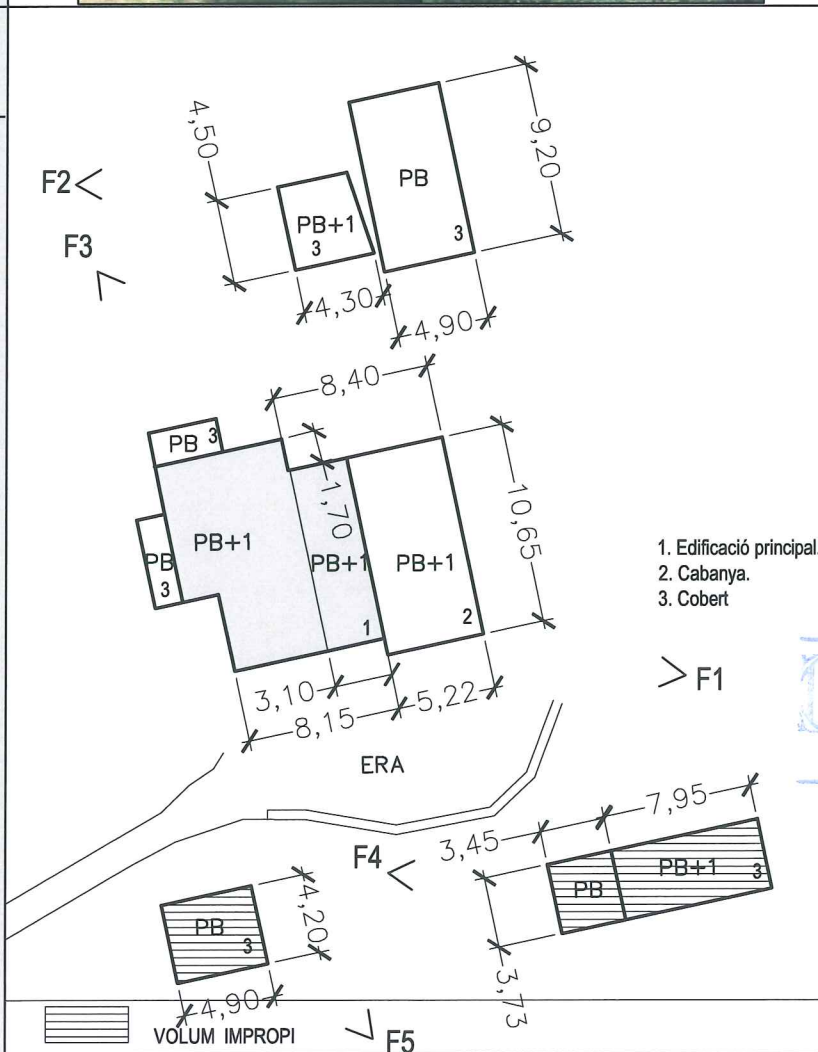 4,50
9,20
F2
PB
PB+1
3
3
F3
4,30
4,90
8,40
PB 3
1,70
10,65
PB+1
PB+1
PB+1
PB
3
1
2
1. Edificació principal.
2. Cabanya.
3. Cobert
F1
3,10
5,22
8,15
ERA
7,95
3,45
F4
PB
PB+1
3
4,20
PB
3
3,73
4,90
VOLUM IMPROPI
F5